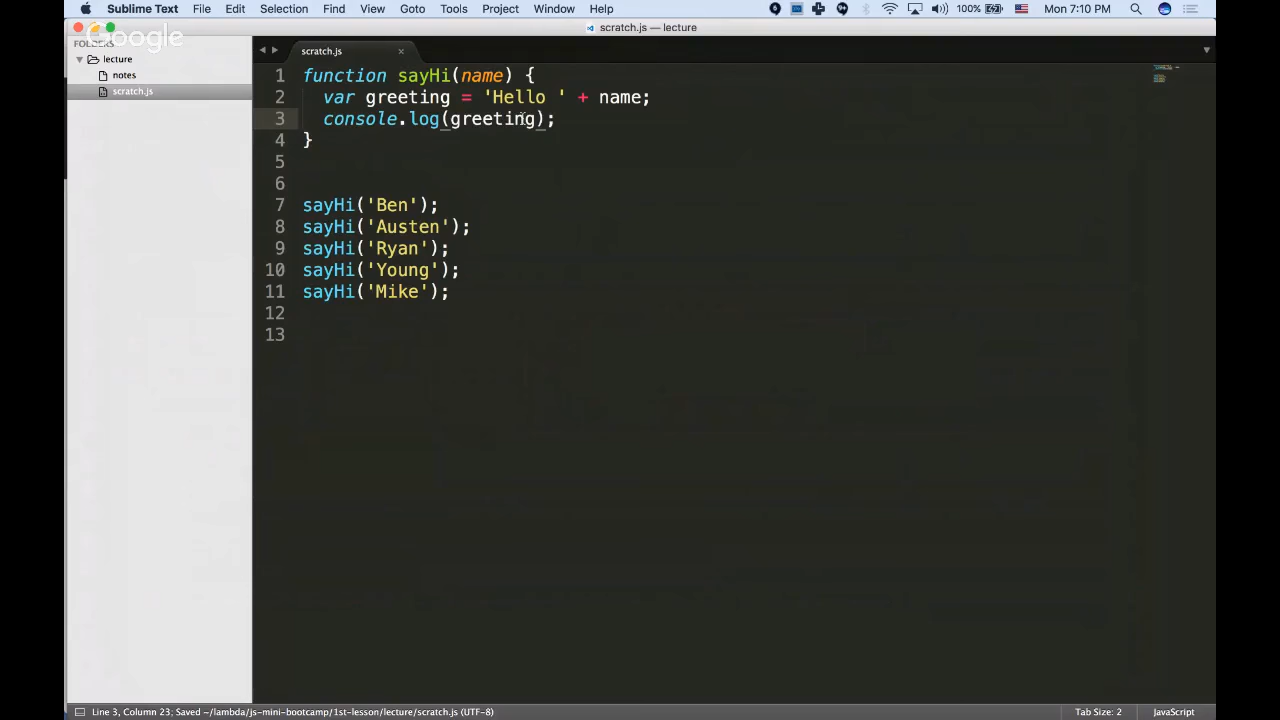 Sublime Text File Edit Selection Find View Goto Tools Project Window Help 100% Mon 7:10 PM
scratch.js — lecture
Google
FOLDERS
lecture
notes
scratch.js
scratch.js
1 function sayHi(name) {
2 var greeting = 'Hello ' + name;
3 console.log(greeting);
4 }
5
6
7 sayHi('Ben');
8 sayHi('Austen');
9 sayHi('Ryan');
10 sayHi('Young');
11 sayHi('Mike');
12
13
Line 3, Column 23; Saved ~/lambda/js-mini-bootcamp/1st-lesson/lecture/scratch.js (UTF-8) Tab Size: 2 JavaScript